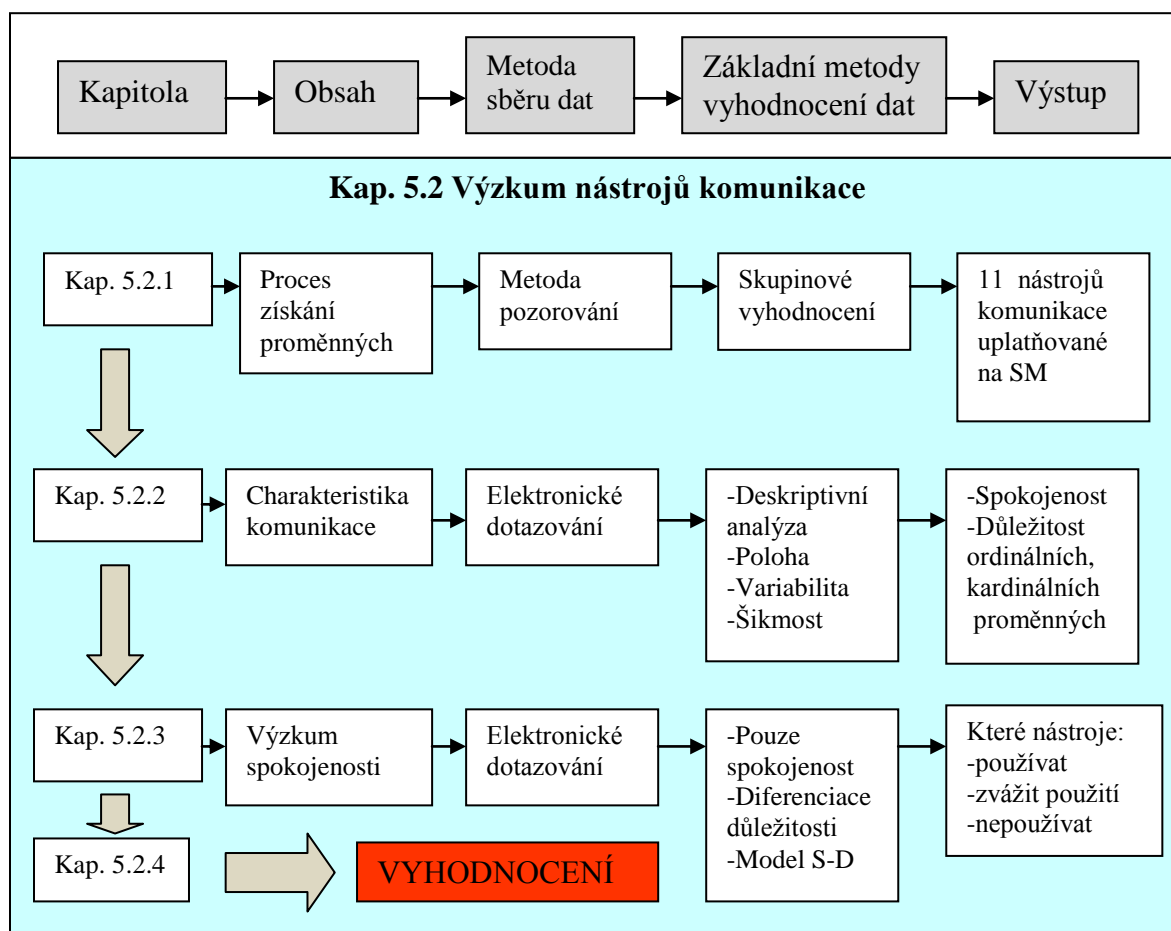 Kapitola
Obsah
Metoda
sběru dat
Základní metody
vyhodnocení dat
Výstup
Kap. 5.2 Výzkum nástrojů komunikace
Kap. 5.2.1
Proces
získání
proměnných
Metoda
pozorování
Skupinové
vyhodnocení
11 nástrojů
komunikace
uplatňované
na SM
Kap. 5.2.2
Charakteristika
komunikace
Elektronické
dotazování
-Deskriptivní
analýza
-Poloha
-Variabilita
-Šikmost
-Spokojenost
-Důležitost
ordinálních,
kardinálních
proměnných
Kap. 5.2.3
Výzkum
spokojenosti
Elektronické
dotazování
-Pouze
spokojenost
-Diferenciace
důležitosti
-Model S-D
Které nástroje:
-používat
-zvážit použití
-nepoužívat
Kap. 5.2.4
VYHODNOCENÍ